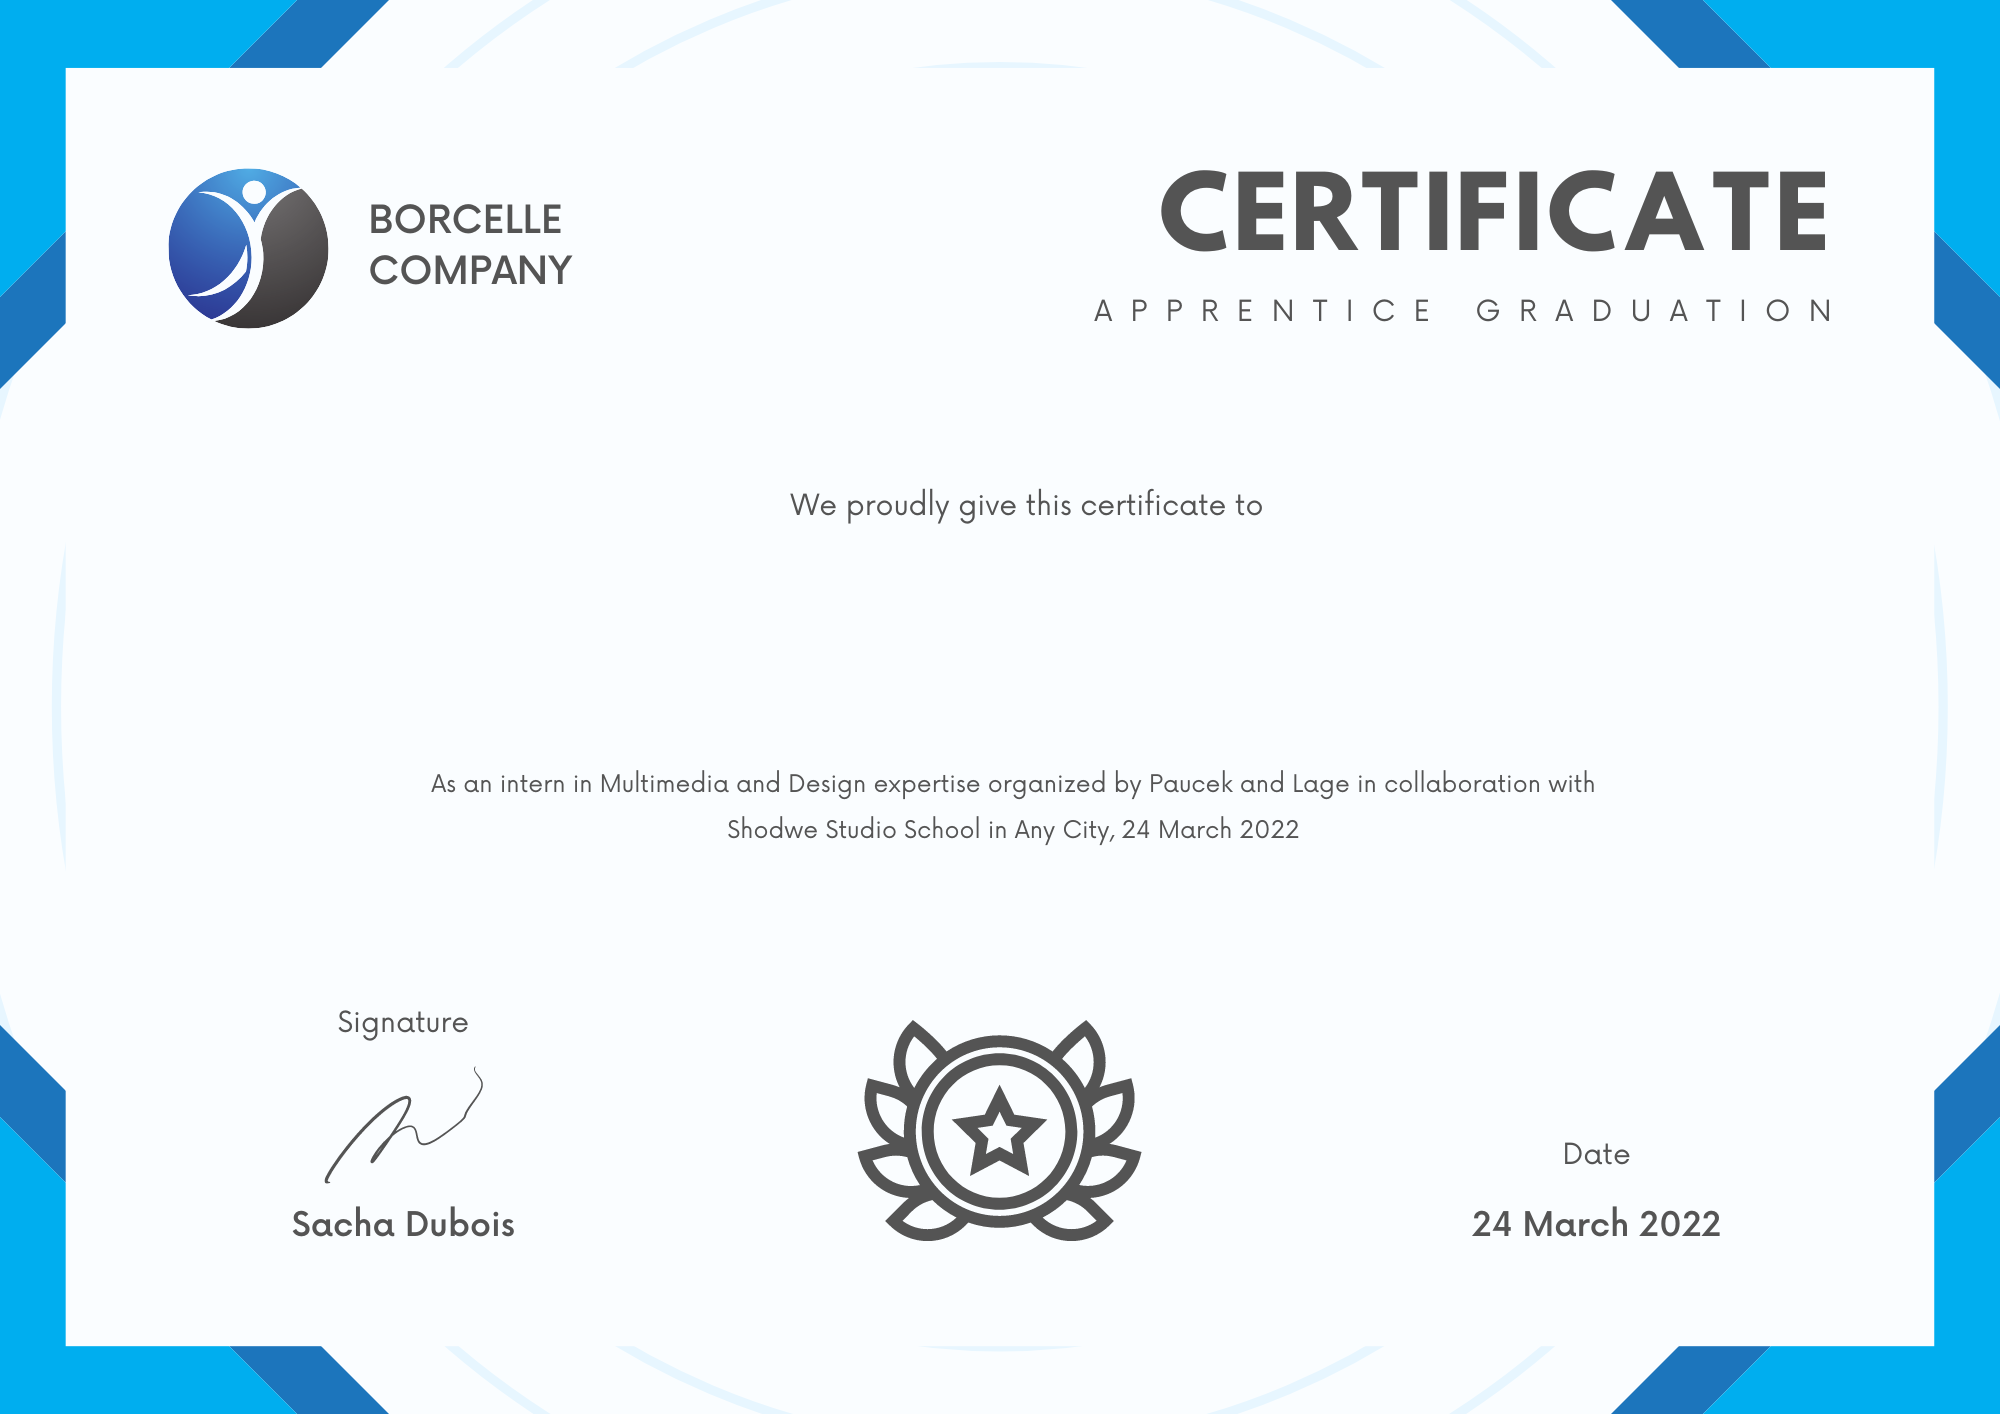 BORCELLE
COMPANY
CERTIFICATE
APPRENTICE GRADUATION
We proudly give this certificate to
As an intern in Multimedia and Design expertise organized by Paucek and Lage in collaboration with
Shodwe Studio School in Any City, 24 March 2022
Signature
Sacha Dubois
Date
24 March 2022